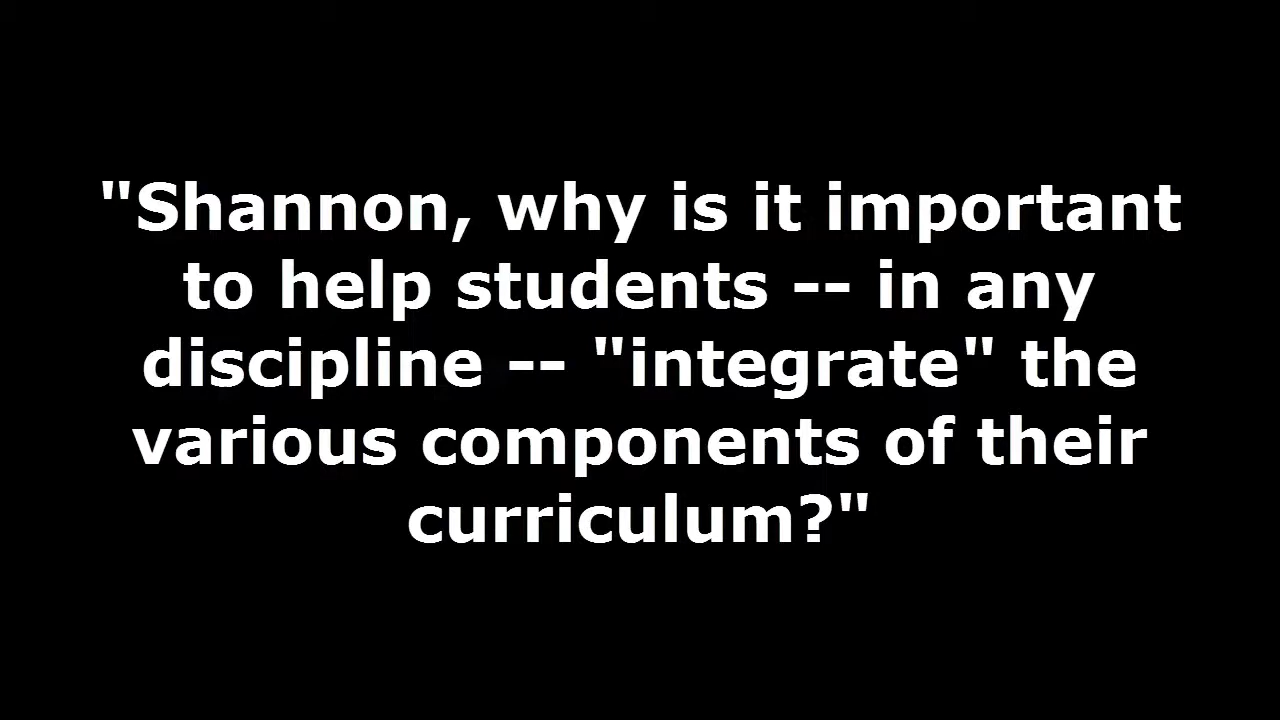 "Shannon, why is it important
to help students -- in any
discipline -- "integrate" the
various components of their
curriculum?"